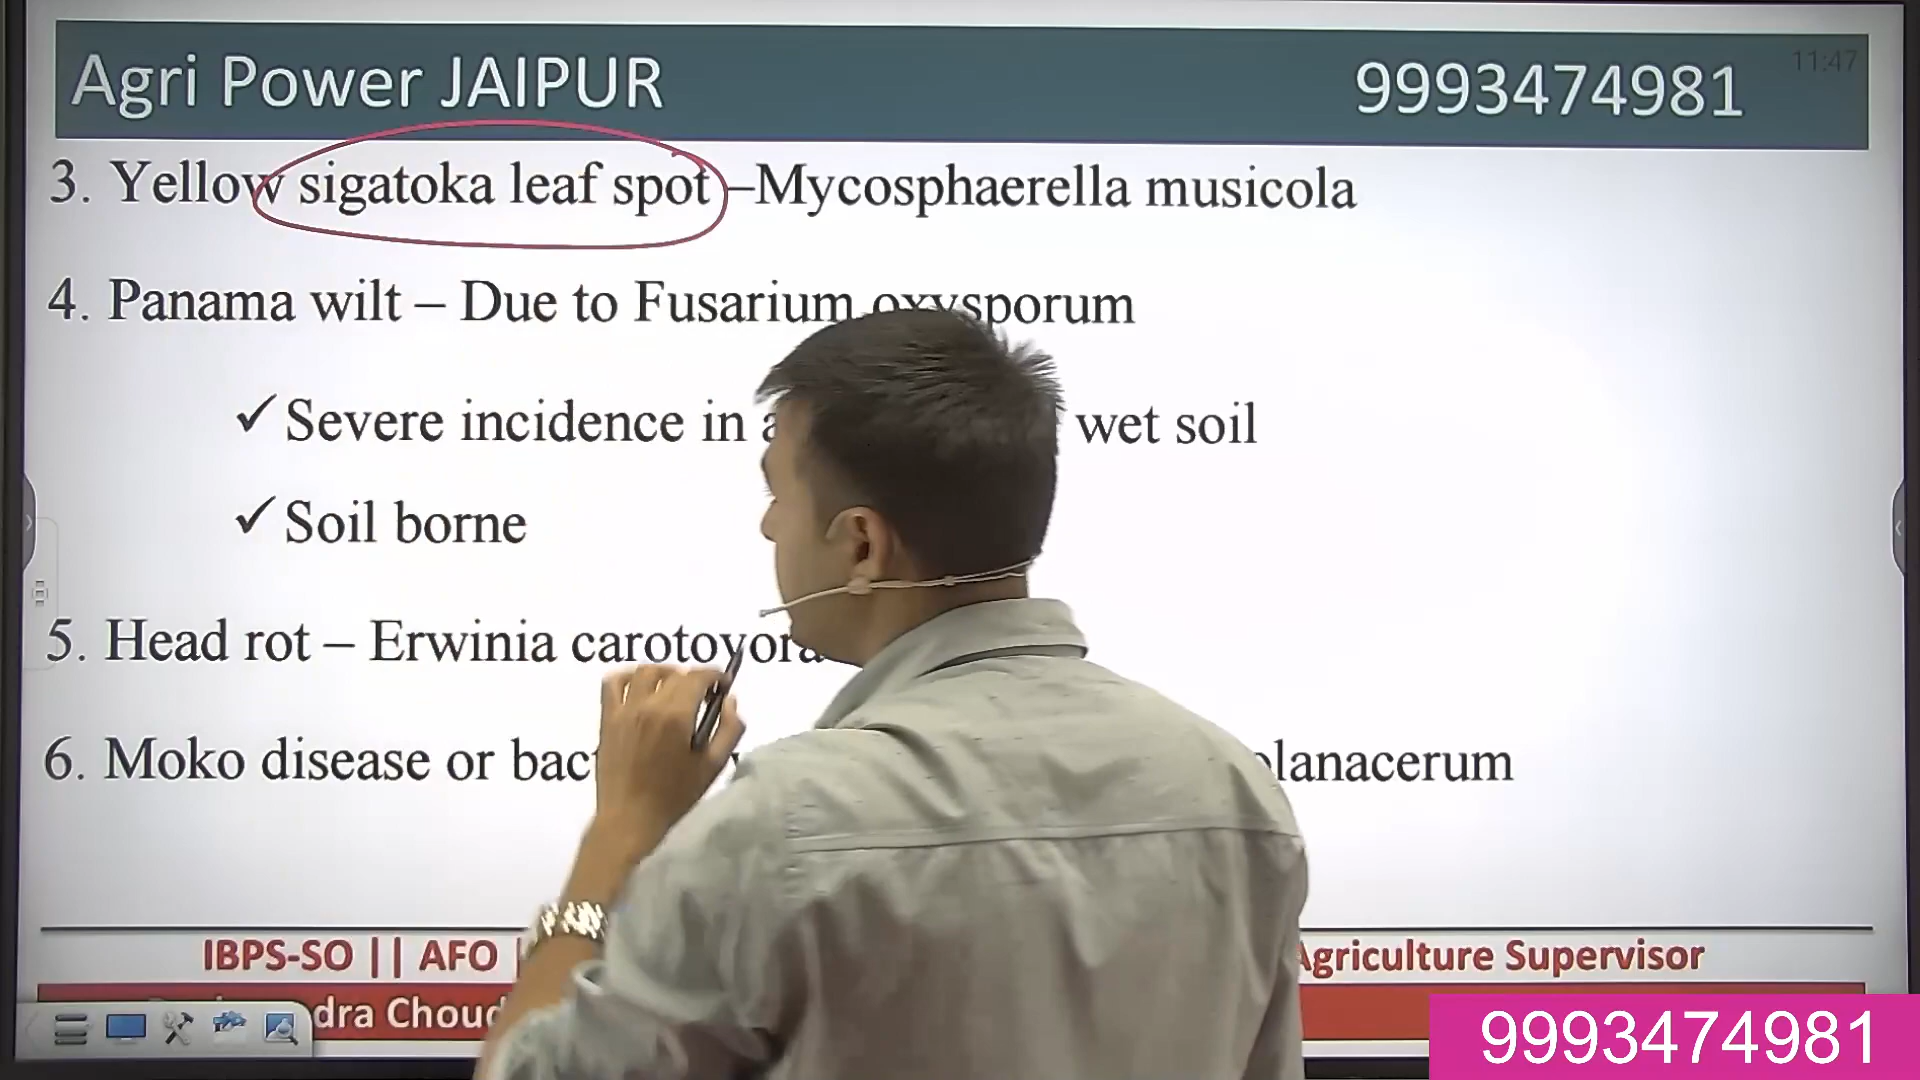 Agri Power JAIPUR 9993474981 11:47
3. Yellow sigatoka leaf spot –Mycosphaerella musicola
4. Panama wilt – Due to Fusarium oxysporum
✓ Severe incidence in wet soil
✓ Soil borne
5. Head rot – Erwinia carotovora
6. Moko disease or
IBPS-SO || AFO Agriculture Supervisor
9993474981